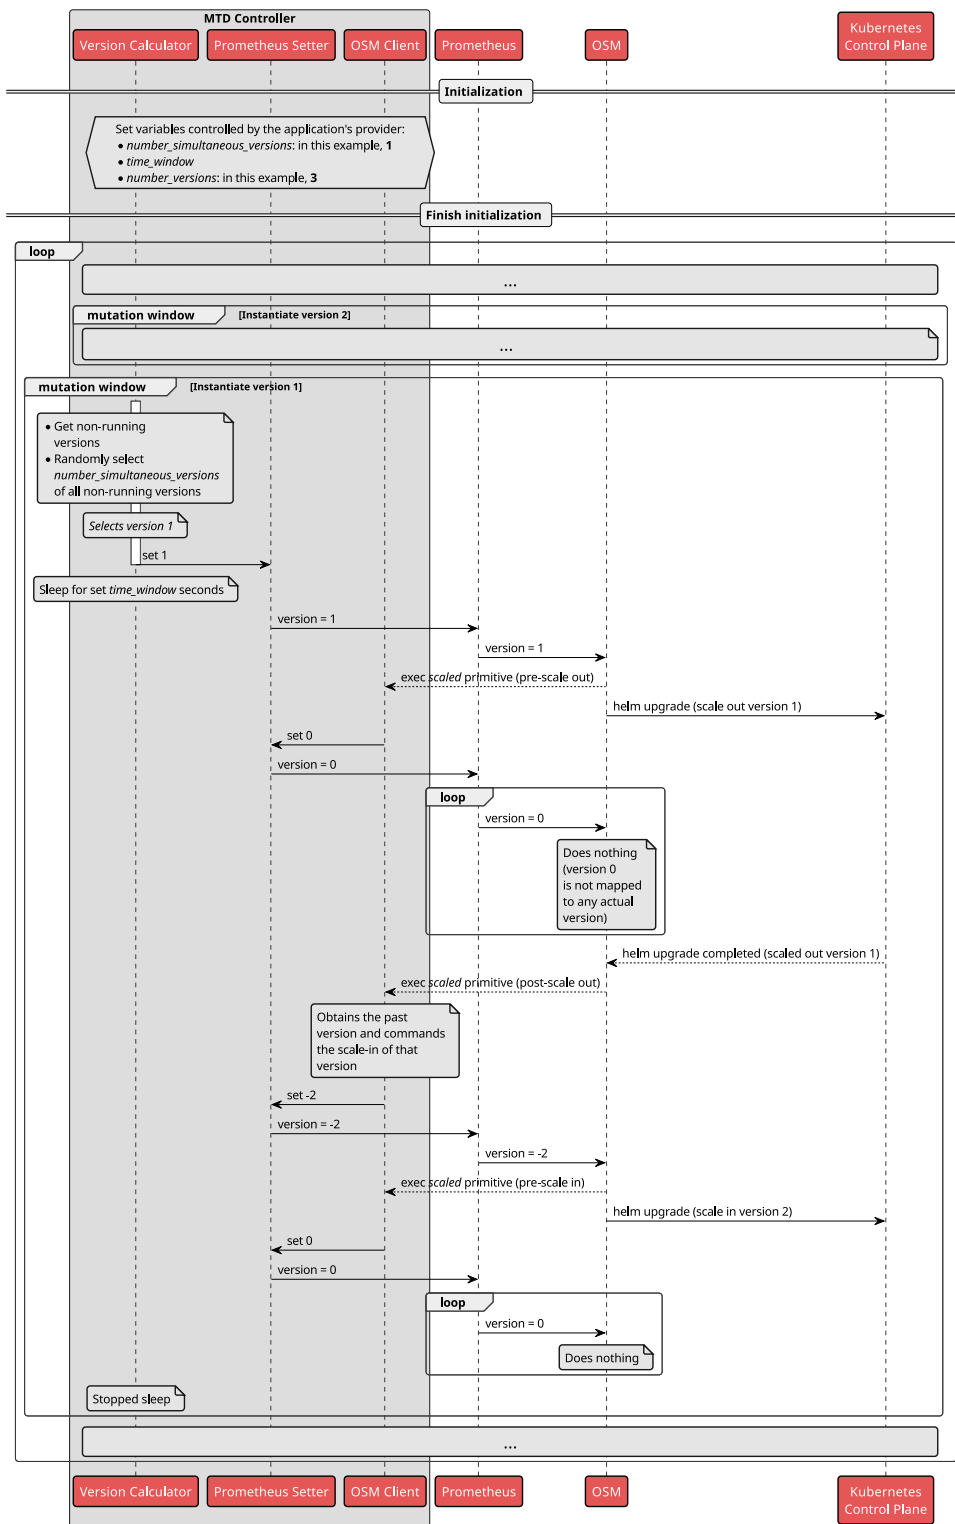 MTD Controller
Version Calculator
Prometheus Setter
OSM Client
Prometheus
OSM
Kubernetes
Control Plane
Initialization
Set variables controlled by the application's provider:
• number_simultaneous_versions: in this example, 1
• time_window
• number_versions: in this example, 3
Finish initialization
loop
...
mutation window
[Instantiate version 2]
...
mutation window
[Instantiate version 1]
• Get non-running
versions
• Randomly select
number_simultaneous_versions
of all non-running versions
Selects version 1
set 1
Sleep for set time_window seconds
version = 1
version = 1
exec scaled primitive (pre-scale out)
helm upgrade (scale out version 1)
set 0
version = 0
loop
version = 0
Does nothing
(version 0
is not mapped
to any actual
version)
helm upgrade completed (scaled out version 1)
exec scaled primitive (post-scale out)
Obtains the past
version and commands
the scale-in of that
version
set -2
version = -2
version = -2
exec scaled primitive (pre-scale in)
helm upgrade (scale in version 2)
set 0
version = 0
loop
version = 0
Does nothing
Stopped sleep
...
Version Calculator
Prometheus Setter
OSM Client
Prometheus
OSM
Kubernetes
Control Plane